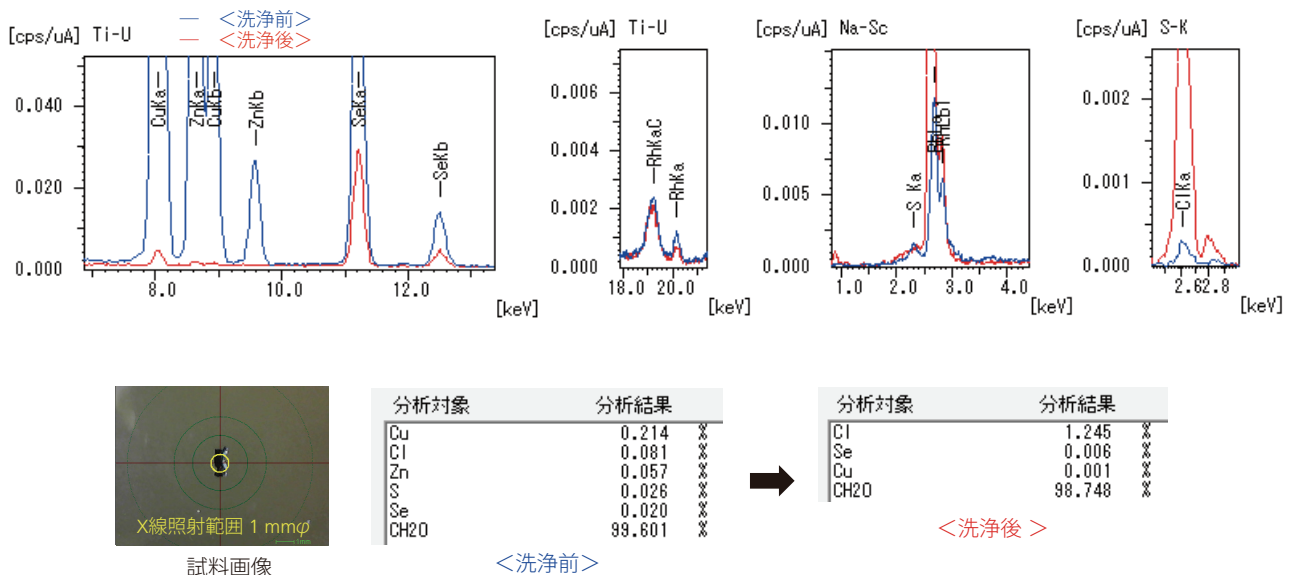 [cps/uA] Ti-U
— <洗浄前>
— <洗浄後>
0.040
0.020
0.000
CuKa
ZnKa
CuKb
ZnKb
SeKa
SeKb
8.0 10.0 12.0
[keV]
[cps/uA] Ti-U
0.006
0.004
0.002
0.000
RhKaC
RhKa
18.0 20.0
[keV]
[cps/uA] Na-Sc
0.010
0.005
0.000
S Ka
1.0 2.0 3.0 4.0
[keV]
[cps/uA] S-K
0.002
0.001
0.000
ClKa
2.6 2.8
[keV]
X線照射範囲 1 mmφ
1mm
試料画像
分析対象 分析結果
Cu 0.214 %
Cl 0.081 %
Zn 0.057 %
S 0.026 %
Se 0.020 %
CH2O 99.601 %
<洗浄前>
分析対象 分析結果
Cl 1.245 %
Se 0.006 %
Cu 0.001 %
CH2O 98.748 %
<洗浄後 >